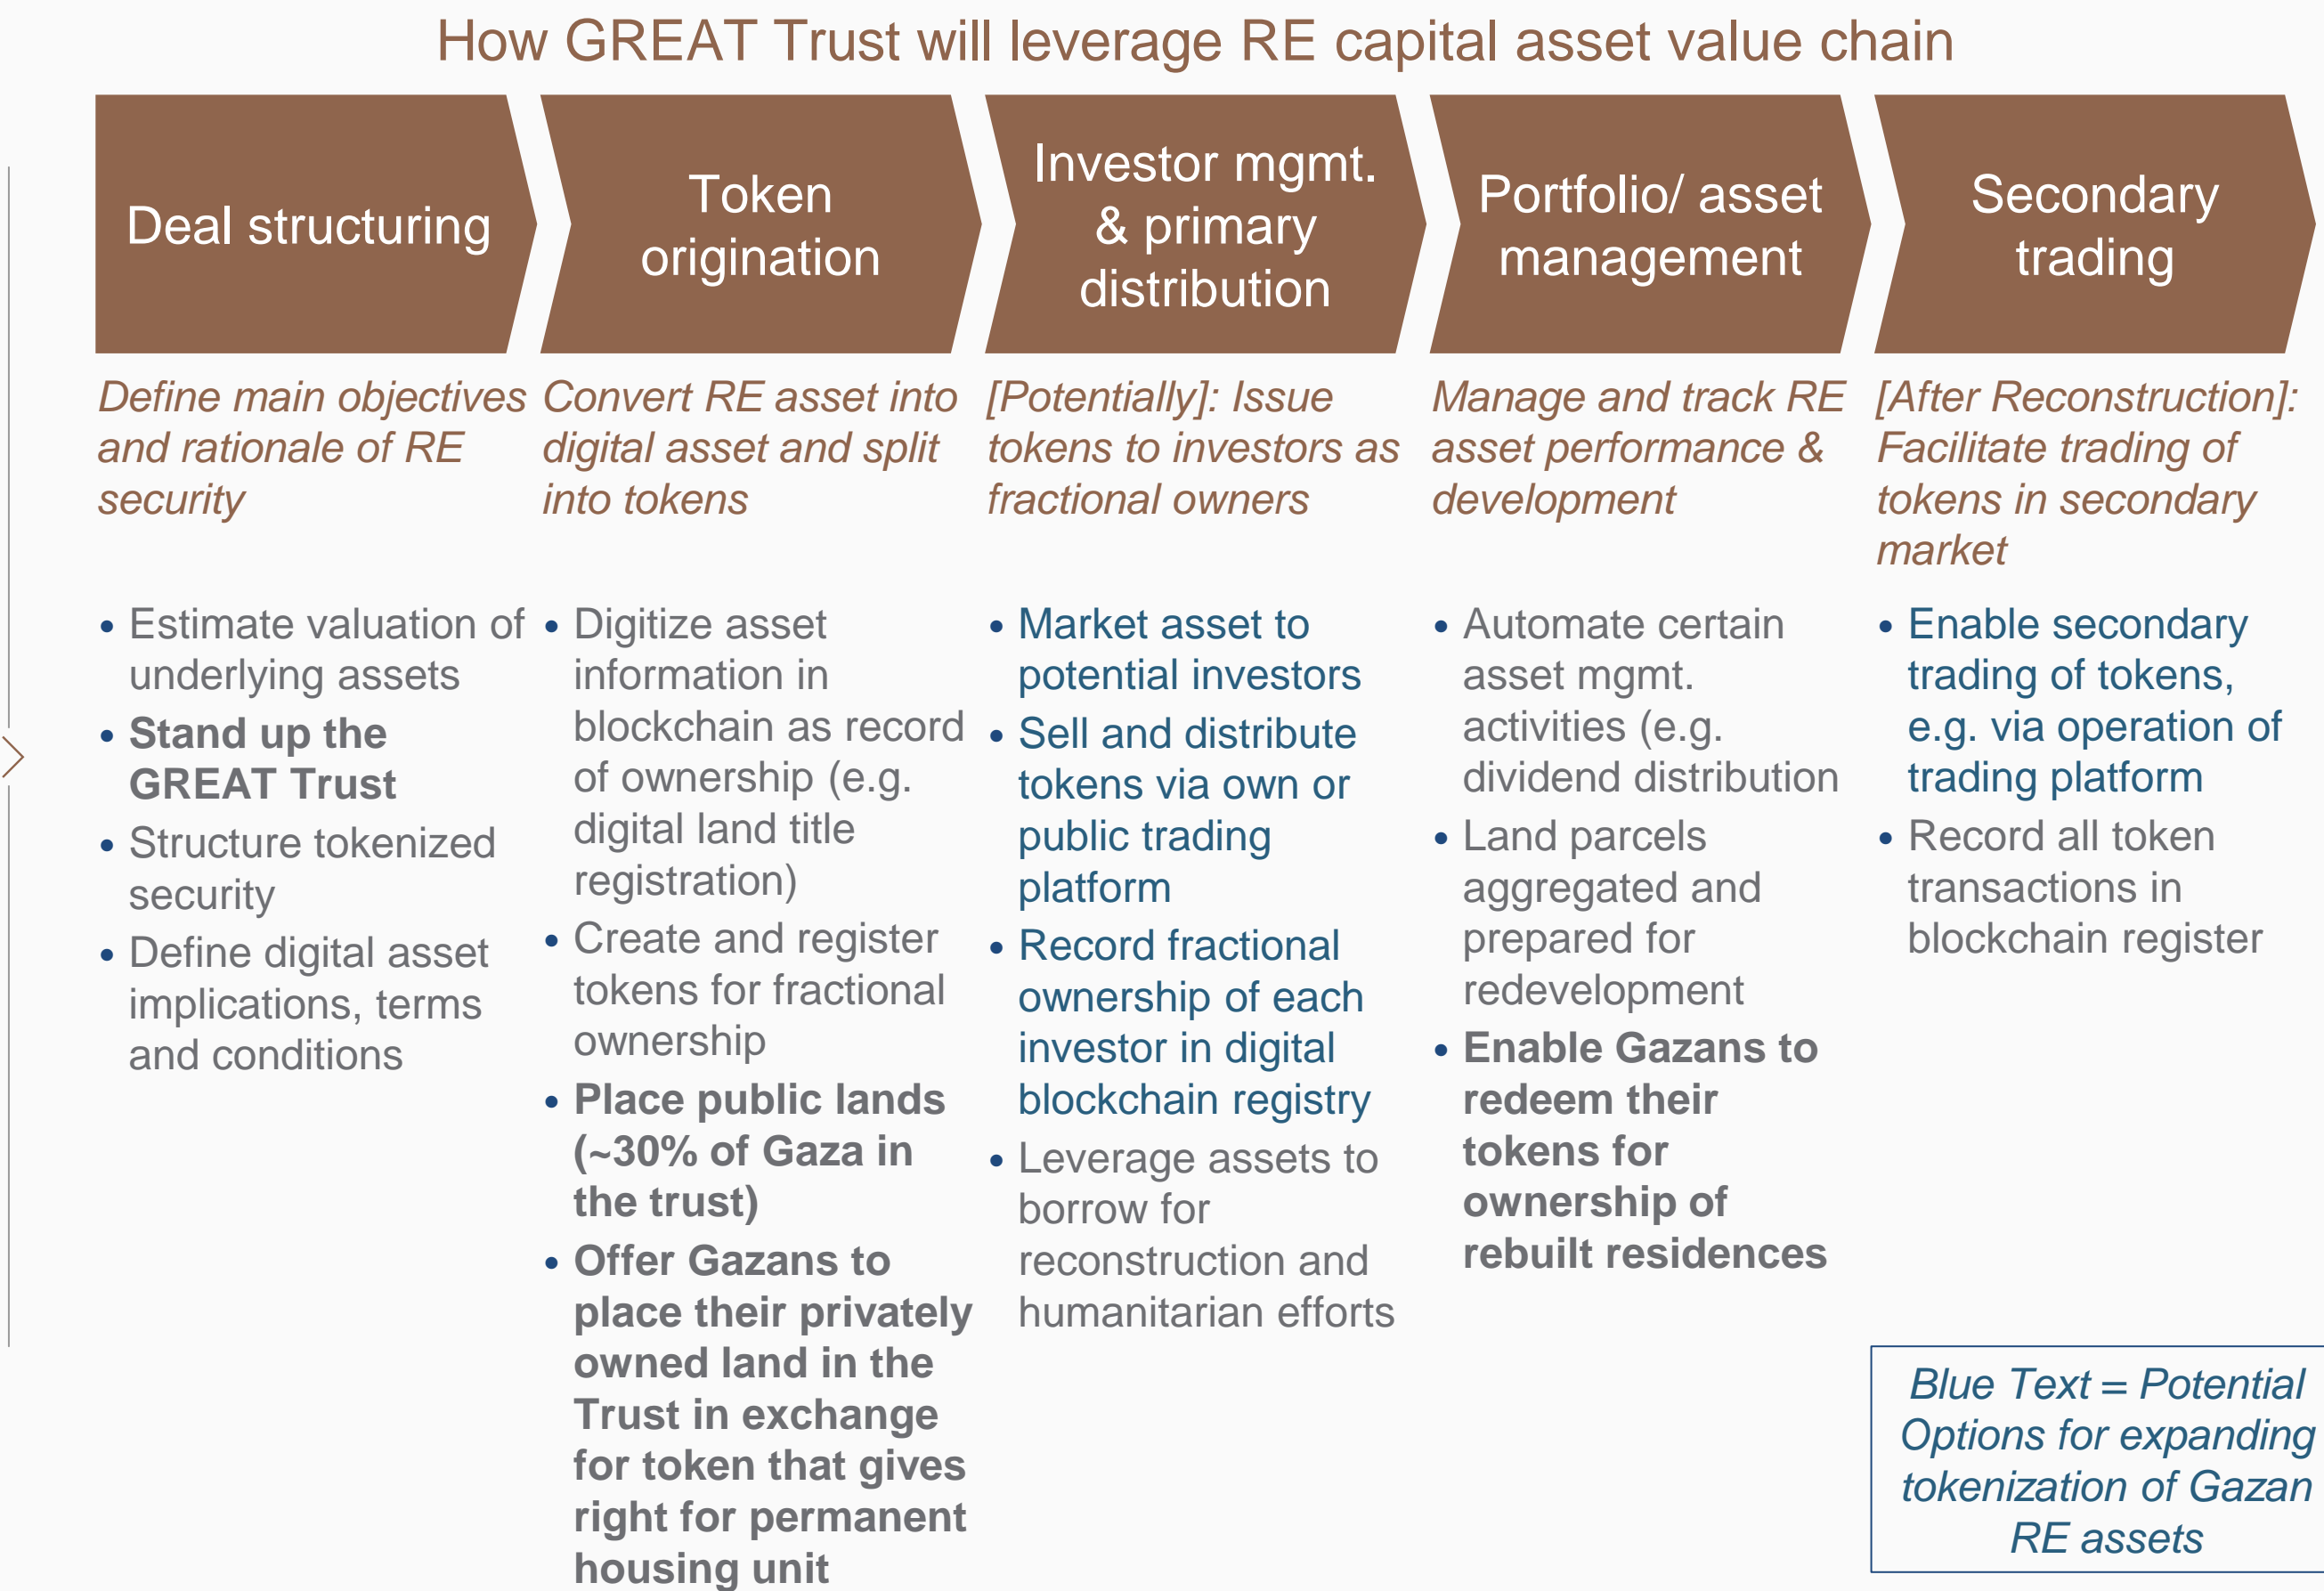 How GREAT Trust will leverage RE capital asset value chain
Deal structuring
Token
origination
Investor mgmt.
& primary
distribution
Portfolio/ asset
management
Secondary
trading
Define main objectives
and rationale of RE
security
Convert RE asset into
digital asset and split
into tokens
[Potentially]: Issue
tokens to investors as
fractional owners
Manage and track RE
asset performance &
development
[After Reconstruction]:
Facilitate trading of
tokens in secondary
market
• Estimate valuation of
underlying assets
• Stand up the
GREAT Trust
• Structure tokenized
security
• Define digital asset
implications, terms
and conditions
• Digitize asset
information in
blockchain as record
of ownership (e.g.
digital land title
registration)
• Create and register
tokens for fractional
ownership
• Place public lands
(~30% of Gaza in
the trust)
• Offer Gazans to
place their privately
owned land in the
Trust in exchange
for token that gives
right for permanent
housing unit
• Market asset to
potential investors
• Sell and distribute
tokens via own or
public trading
platform
• Record fractional
ownership of each
investor in digital
blockchain registry
• Leverage assets to
borrow for
reconstruction and
humanitarian efforts
• Automate certain
asset mgmt.
activities (e.g.
dividend distribution
• Land parcels
aggregated and
prepared for
redevelopment
• Enable Gazans to
redeem their
tokens for
ownership of
rebuilt residences
• Enable secondary
trading of tokens,
e.g. via operation of
trading platform
• Record all token
transactions in
blockchain register
Blue Text = Potential
Options for expanding
tokenization of Gazan
RE assets